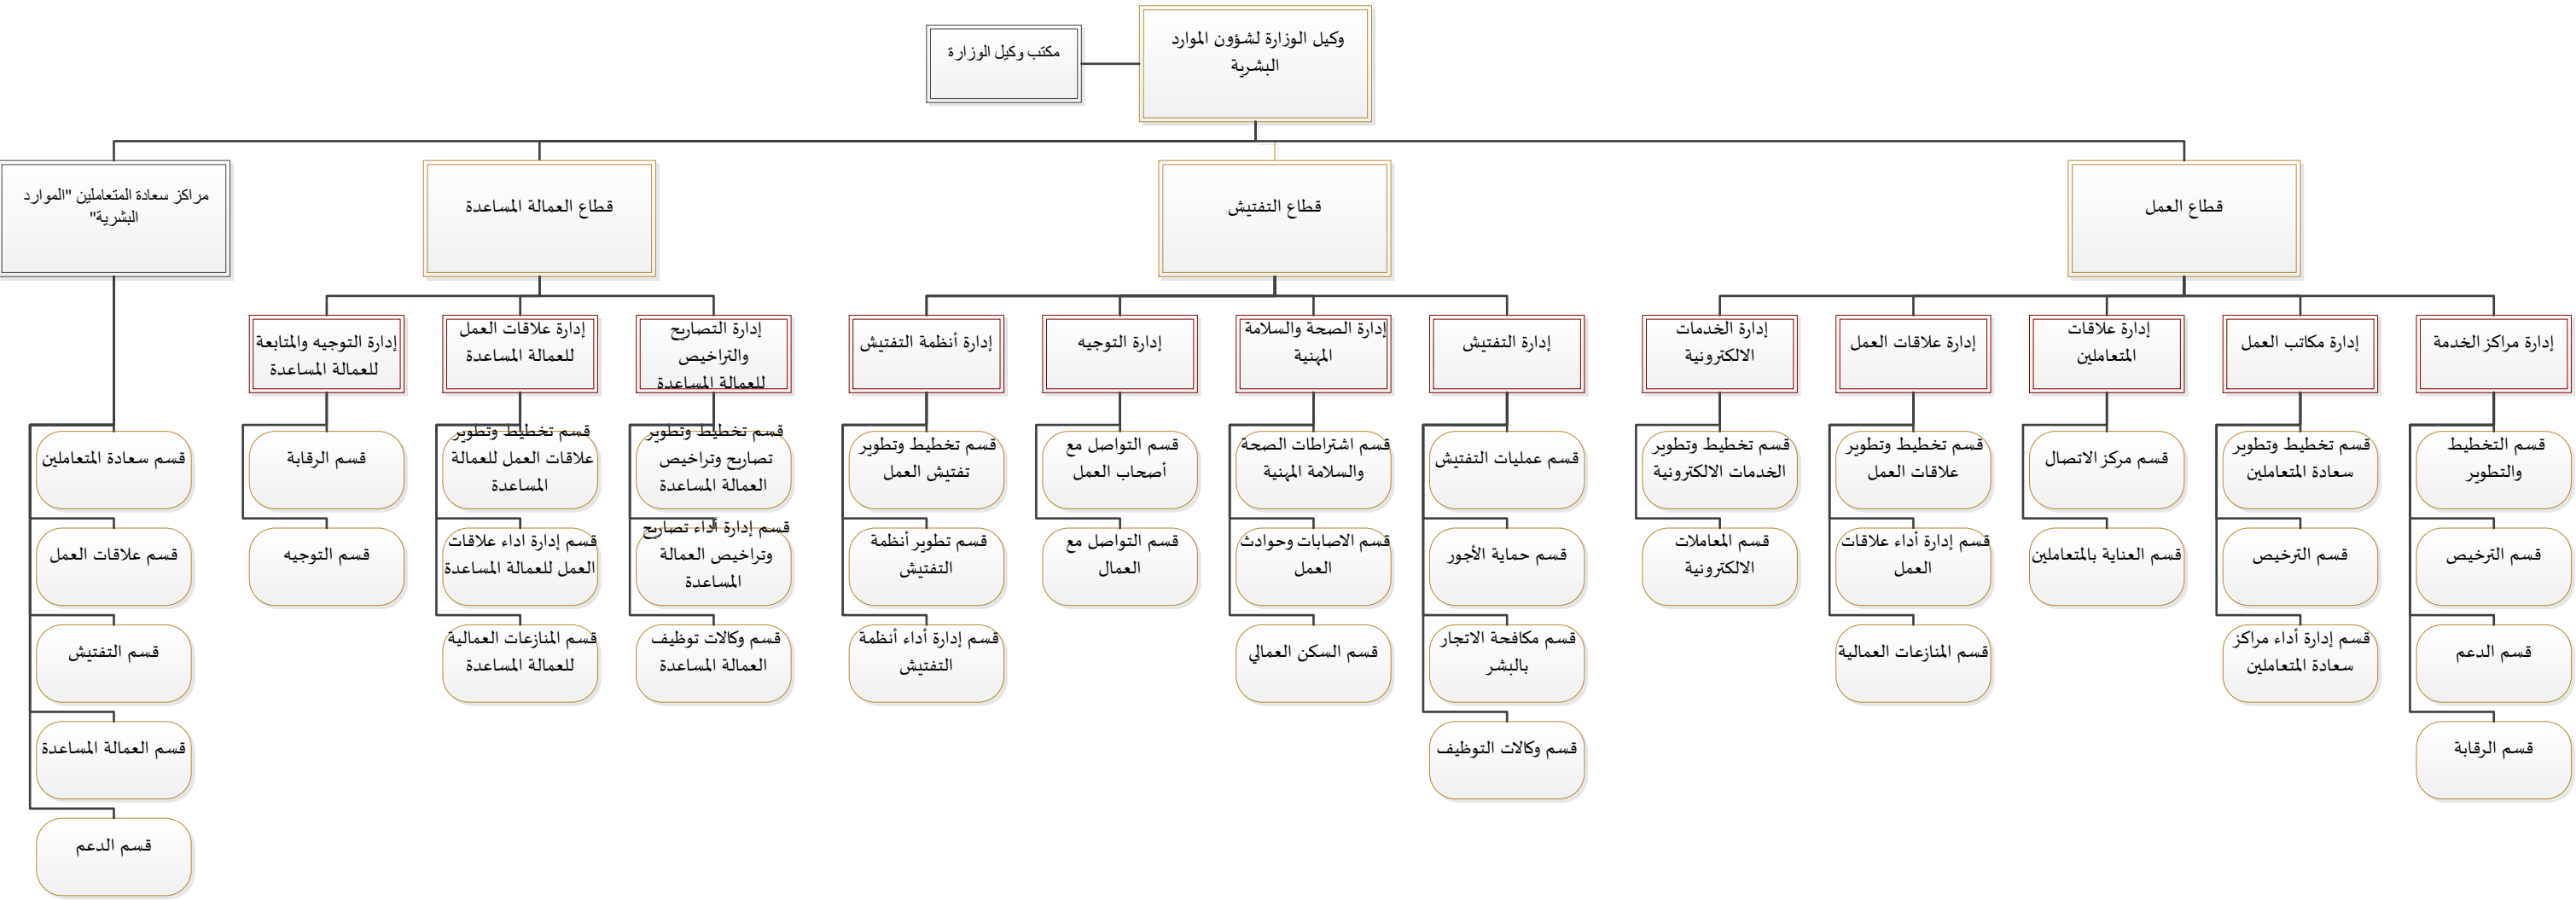 وكيل الوزارة لشؤون الموارد
البشرية
مكتب وكيل الوزارة
قطاع العمل
قطاع التفتيش
قطاع العمالة المساعدة
مراكز سعادة المتعاملين "الموارد
البشرية"
إدارة مراكز الخدمة
إدارة مكاتب العمل
إدارة علاقات
المتعاملين
إدارة علاقات العمل
إدارة الخدمات
الالكترونية
إدارة التفتيش
إدارة الصحة والسلامة
المهنية
إدارة التوجيه
إدارة أنظمة التفتيش
إدارة التصاريح
والتراخيص
للعمالة المساعدة
إدارة علاقات العمل
للعمالة المساعدة
إدارة التوجيه والمتابعة
للعمالة المساعدة
قسم التخطيط
والتطوير
قسم الترخيص
قسم الدعم
قسم الرقابة
قسم تخطيط وتطوير
سعادة المتعاملين
قسم الترخيص
قسم إدارة أداء مراكز
سعادة المتعاملين
قسم مركز الاتصال
قسم العناية بالمتعاملين
قسم تخطيط وتطوير
علاقات العمل
قسم إدارة أداء علاقات
العمل
قسم المنازعات العمالية
قسم تخطيط وتطوير
الخدمات الالكترونية
قسم المعاملات
الالكترونية
قسم عمليات التفتيش
قسم حماية الأجور
قسم مكافحة الاتجار
بالبشر
قسم وكالات التوظيف
قسم اشتراطات الصحة
والسلامة المهنية
قسم الاصابات وحوادث
العمل
قسم السكن العمالي
قسم التواصل مع
أصحاب العمل
قسم التواصل مع
العمال
قسم تخطيط وتطوير
تفتيش العمل
قسم تطوير أنظمة
التفتيش
قسم إدارة أداء أنظمة
التفتيش
قسم تخطيط وتطوير
تصاريح وتراخيص
العمالة المساعدة
قسم إدارة أداء تصاريح
وتراخيص العمالة
المساعدة
قسم وكالات توظيف
العمالة المساعدة
قسم تخطيط وتطوير
علاقات العمل للعمالة
المساعدة
قسم إدارة اداء علاقات
العمل للعمالة المساعدة
قسم المنازعات العمالية
للعمالة المساعدة
قسم الرقابة
قسم التوجيه
قسم سعادة المتعاملين
قسم علاقات العمل
قسم التفتيش
قسم العمالة المساعدة
قسم الدعم